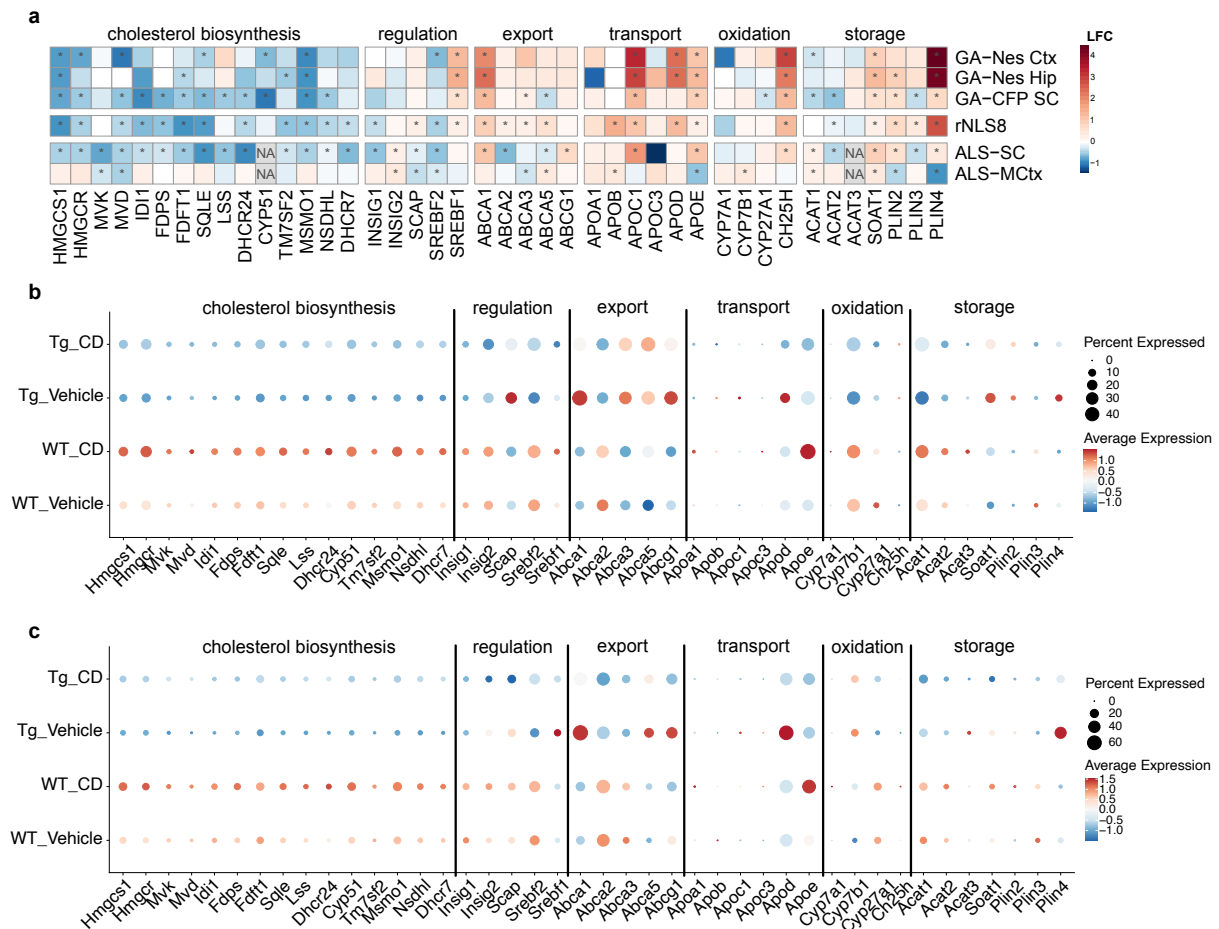 a
cholesterol biosynthesis regulation export transport oxidation storage LFC
GA−Nes Ctx
GA−Nes Hip
GA−CFP SC
rNLS8
ALS−SC
ALS−MCtx
NA NA
NA NA
4
3
2
1
0
−1
HMGCS1 HMGCR MVK MVD IDI1 FDPS FDFT1 SQLE LSS DHCR24 CYP51 TM7SF2 MSMO1 NSDHL DHCR7 INSIG1 INSIG2 SCAP SREBF2 SREBF1 ABCA1 ABCA2 ABCA3 ABCA5 ABCG1 APOA1 APOB APOC1 APOC3 APOD APOE CYP7A1 CYP7B1 CYP27A1 CH25H ACAT1 ACAT2 ACAT3 SOAT1 PLIN2 PLIN3 PLIN4
b
cholesterol biosynthesis regulation export transport oxidation storage
Tg_CD
Tg_Vehicle
WT_CD
WT_Vehicle
Percent Expressed
0
10
20
30
40
Average Expression
1.0
0.5
0.0
−0.5
−1.0
Hmgcs1 Hmgcr Mvk Mvd Idi1 Fdps Fdft1 Sqle Lss Dhcr24 Cyp51 Tm7sf2 Msmo1 Nsdhl Dhcr7 Insig1 Insig2 Scap Srebf2 Srebf1 Abca1 Abca2 Abca3 Abca5 Abcg1 Apoa1 Apob Apoc1 Apoc3 Apod Apoe Cyp7a1 Cyp7b1 Cyp27a1 Ch25h Acat1 Acat2 Acat3 Soat1 Plin2 Plin3 Plin4
c
cholesterol biosynthesis regulation export transport oxidation storage
Tg_CD
Tg_Vehicle
WT_CD
WT_Vehicle
Percent Expressed
0
20
40
60
Average Expression
1.5
1.0
0.5
0.0
−0.5
−1.0
Hmgcs1 Hmgcr Mvk Mvd Idi1 Fdps Fdft1 Sqle Lss Dhcr24 Cyp51 Tm7sf2 Msmo1 Nsdhl Dhcr7 Insig1 Insig2 Scap Srebf2 Srebf1 Abca1 Abca2 Abca3 Abca5 Abcg1 Apoa1 Apob Apoc1 Apoc3 Apod Apoe Cyp7a1 Cyp7b1 Cyp27a1 Ch25h Acat1 Acat2 Acat3 Soat1 Plin2 Plin3 Plin4